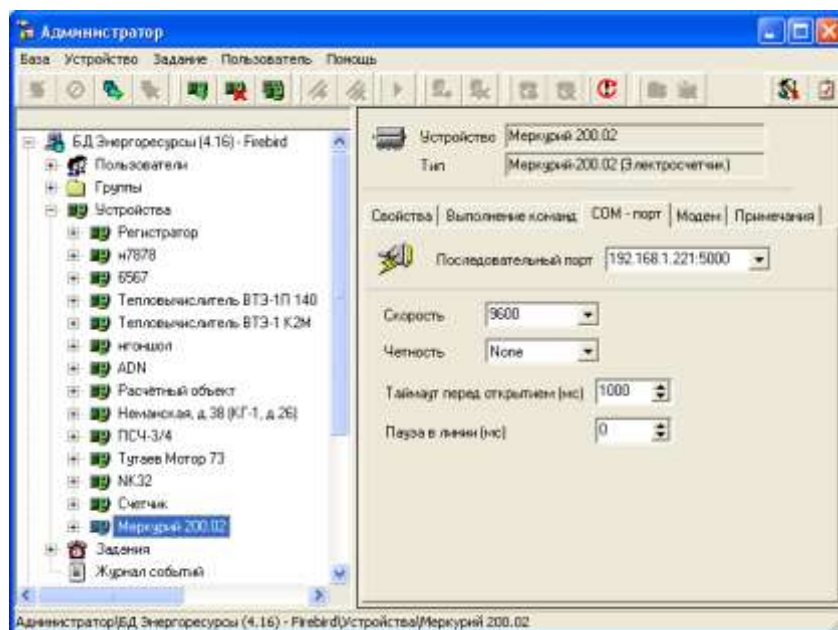 Администратор
База Устройство Задание Пользователь Помощь
БД Энергоресурсы (4.16) - Firebird
Пользователи
Группы
Устройства
Регистратор
н7878
6567
Тепловычислитель ВТЭ-1П 140
Тепловычислитель ВТЭ-1 К2М
нгоншол
ADN
Расчётный объект
Неманская, д 38 (КГ-1, д 26)
ПСЧ-3/4
Тутаев Мотор 73
NK32
Счетчик
Меркурий 200.02
Задания
Журнал событий
Устройство Меркурий 200.02
Тип Меркурий 200.02 (Электросчетчик)
Свойства Выполнение команд COM - порт Модем Примечания
Последовательный порт 192.168.1.221:5000
Скорость 9600
Четность None
Таймаут перед открытием (мс) 1000
Пауза в линии (мс) 0
Администратор\БД Энергоресурсы (4.16) - Firebird\Устройства\Меркурий 200.02